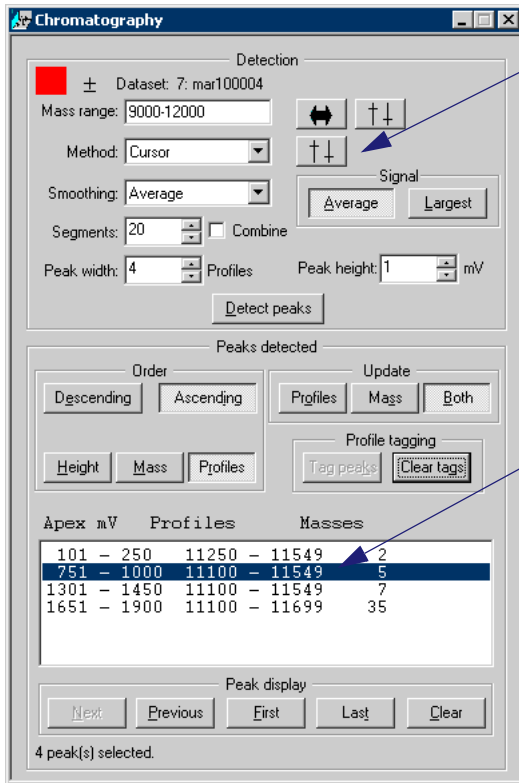 Chromatography
Detection
± Dataset: 7: mar100004
Mass range: 9000-12000
Method: Cursor
Signal
Smoothing: Average
Average Largest
Segments: 20 Combine
Peak width: 4 Profiles Peak height: 1 mV
Detect peaks
Peaks detected
Order Update
Descending Ascending Profiles Mass Both
Profile tagging
Height Mass Profiles Tag peaks Clear tags
Apex mV Profiles Masses
101 - 250 11250 - 11549 2
751 - 1000 11100 - 11549 5
1301 - 1450 11100 - 11549 7
1651 - 1900 11100 - 11699 35
Peak display
Next Previous First Last Clear
4 peak(s) selected.